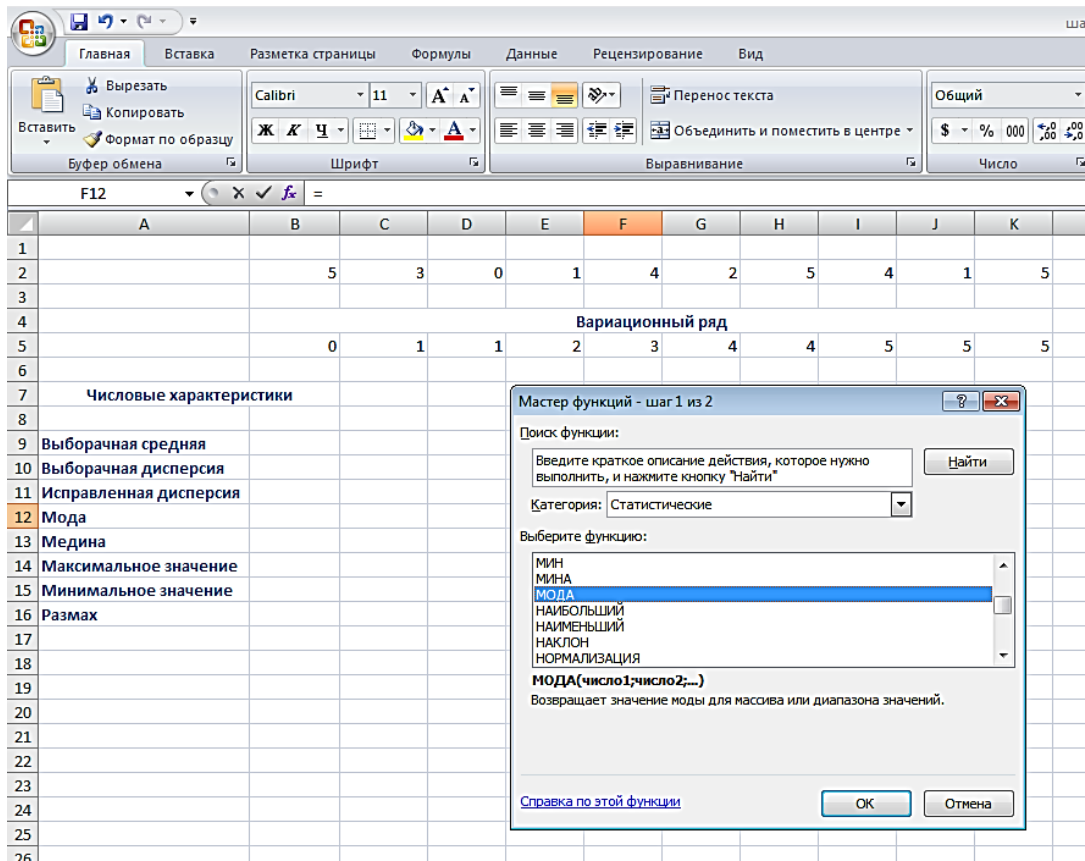 ша
Главная Вставка Разметка страницы Формулы Данные Рецензирование Вид
Вставить
Вырезать
Копировать
Формат по образцу
Буфер обмена
Calibri 11 A A
Ж К Ч A
Шрифт
Перенос текста
Объединить и поместить в центре
Выравнивание
Общий
$ % 000 ,00 ,00
Число
F12 fx =
A B C D E F G H I J K
1
2 5 3 0 1 4 2 5 4 1 5
3
4 Вариационный ряд
5 0 1 1 2 3 4 4 5 5 5
6
7 Числовые характеристики
8
9 Выборачная средняя
10 Выборачная дисперсия
11 Исправленная дисперсия
12 Мода
13 Медина
14 Максимальное значение
15 Минимальное значение
16 Размах
17
18
19
20
21
22
23
24
25
26
Мастер функций - шаг 1 из 2
Поиск функции:
Введите краткое описание действия, которое нужно
выполнить, и нажмите кнопку "Найти"
Найти
Категория: Статистические
Выберите функцию:
МИН
МИНА
МОДА
НАИБОЛЬШИЙ
НАИМЕНЬШИЙ
НАКЛОН
НОРМАЛИЗАЦИЯ
МОДА(число1;число2;...)
Возвращает значение моды для массива или диапазона значений.
Справка по этой функции
ОК Отмена